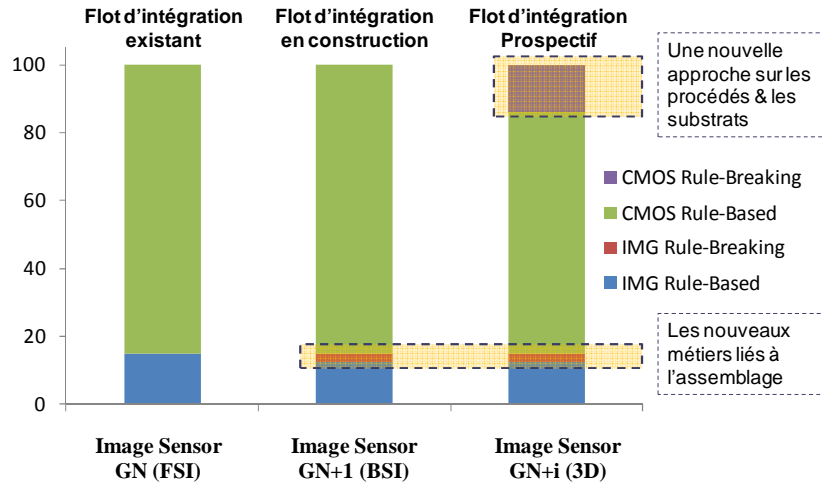 Flot d'intégration
existant
Flot d'intégration
en construction
Flot d'intégration
Prospectif
100
80
60
40
20
0
Une nouvelle
approche sur les
procédés & les
substrats
CMOS Rule-Breaking
CMOS Rule-Based
IMG Rule-Breaking
IMG Rule-Based
Les nouveaux
métiers liés à
l'assemblage
Image Sensor
GN (FSI)
Image Sensor
GN+1 (BSI)
Image Sensor
GN+i (3D)